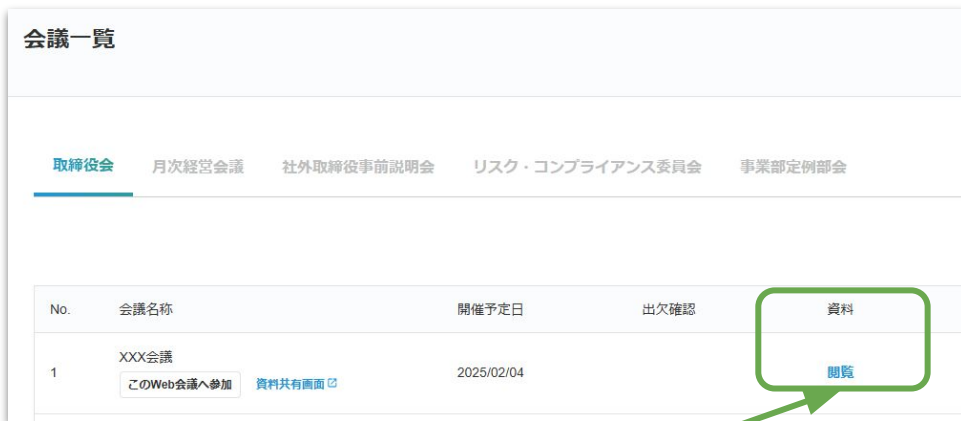 会議一覧
取締役会 月次経営会議 社外取締役事前説明会 リスク・コンプライアンス委員会 事業部定例部会
No. 会議名称 開催予定日 出欠確認 資料
XXX会議
1 2025/02/04 閲覧
このWeb会議へ参加 資料共有画面